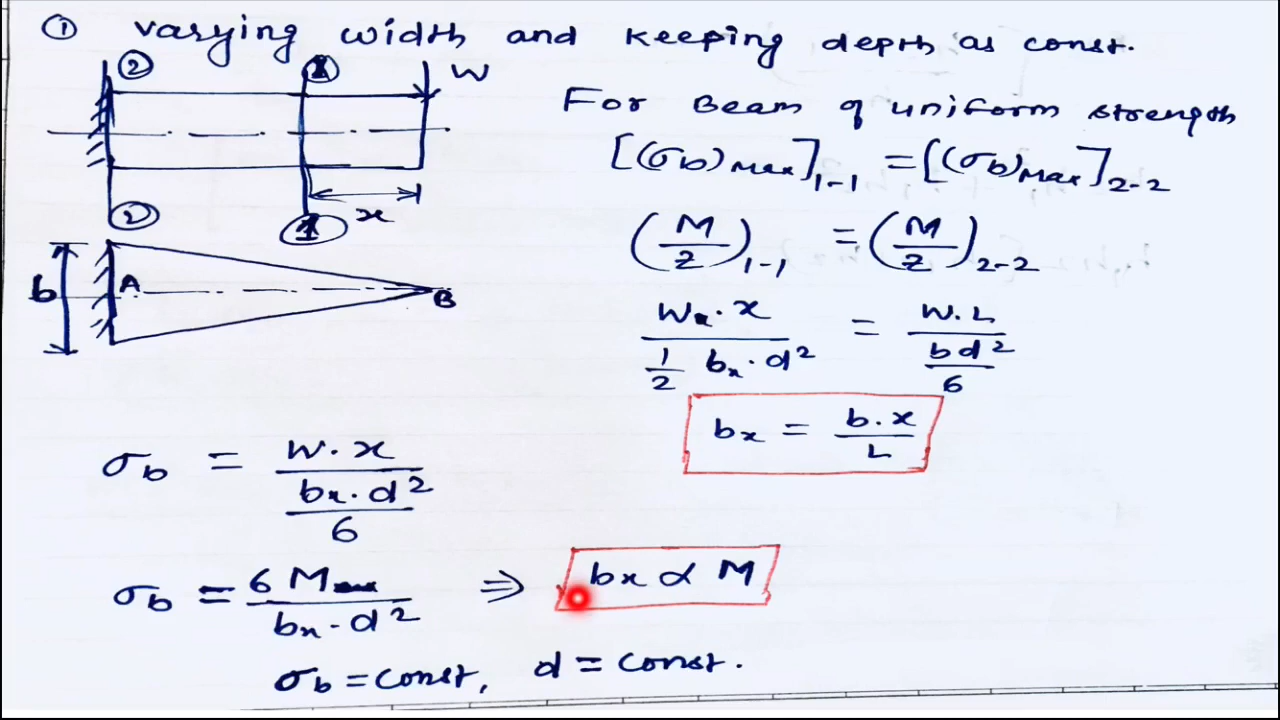 ① varying width and keeping depth as const.
② 1 W
For Beam of uniform strength
[(σb)Max]1-1 = [(σb)Max]2-2
② 1 x
(M/Z)1-1 = (M/Z)2-2
b A B
Wx·x / (1/2 bx·d²) = W·L / (bd²/6)
bx = b·x / L
σb = W·x / (bx·d²/6)
σb = 6 M / (bx·d²) ⇒ bx ∝ M
σb = const, d = const.